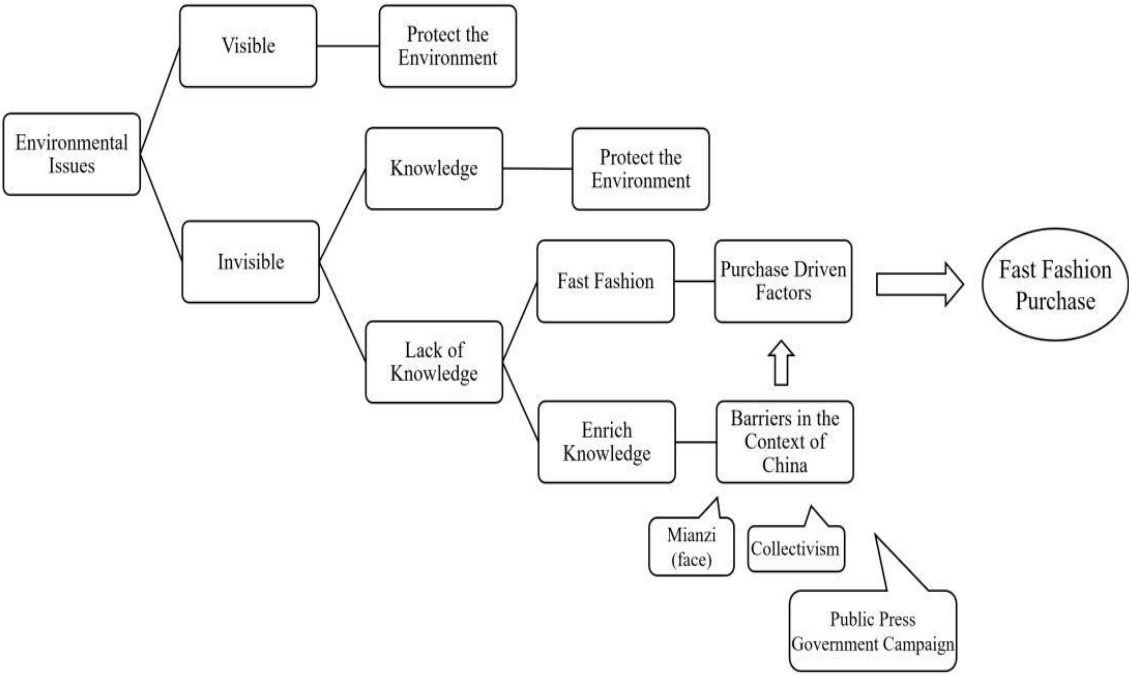 Visible
Protect the
Environment
Environmental
Issues
Knowledge
Protect the
Environment
Invisible
Fast Fashion
Purchase Driven
Factors
Fast Fashion
Purchase
Lack of
Knowledge
Enrich
Knowledge
Barriers in the
Context of
China
Mianzi
(face)
Collectivism
Public Press
Government Campaign